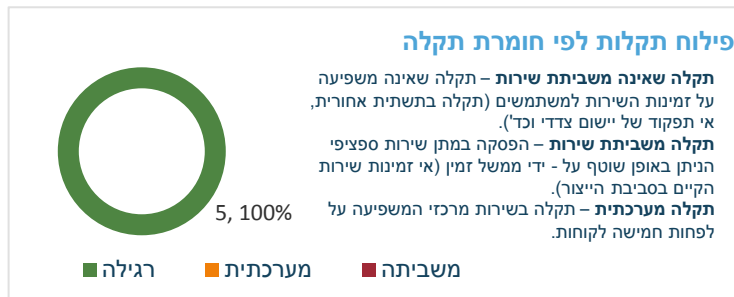 פילוח תקלות לפי חומרת תקלה
תקלה שאינה משביתת שירות – תקלה שאינה משפיעה
על זמינות השירות למשתמשים (תקלה בתשתית אחורית,
אי תפקוד של יישום צדדי וכד').
תקלה משביתת שירות – הפסקה במתן שירות ספציפי
הניתן באופן שוטף על - ידי ממשל זמין (אי זמינות שירות
הקיים בסביבת הייצור).
תקלה מערכתית – תקלה בשירות מרכזי המשפיעה על
לפחות חמישה לקוחות.
5, 100%
משביתה מערכתית רגילה